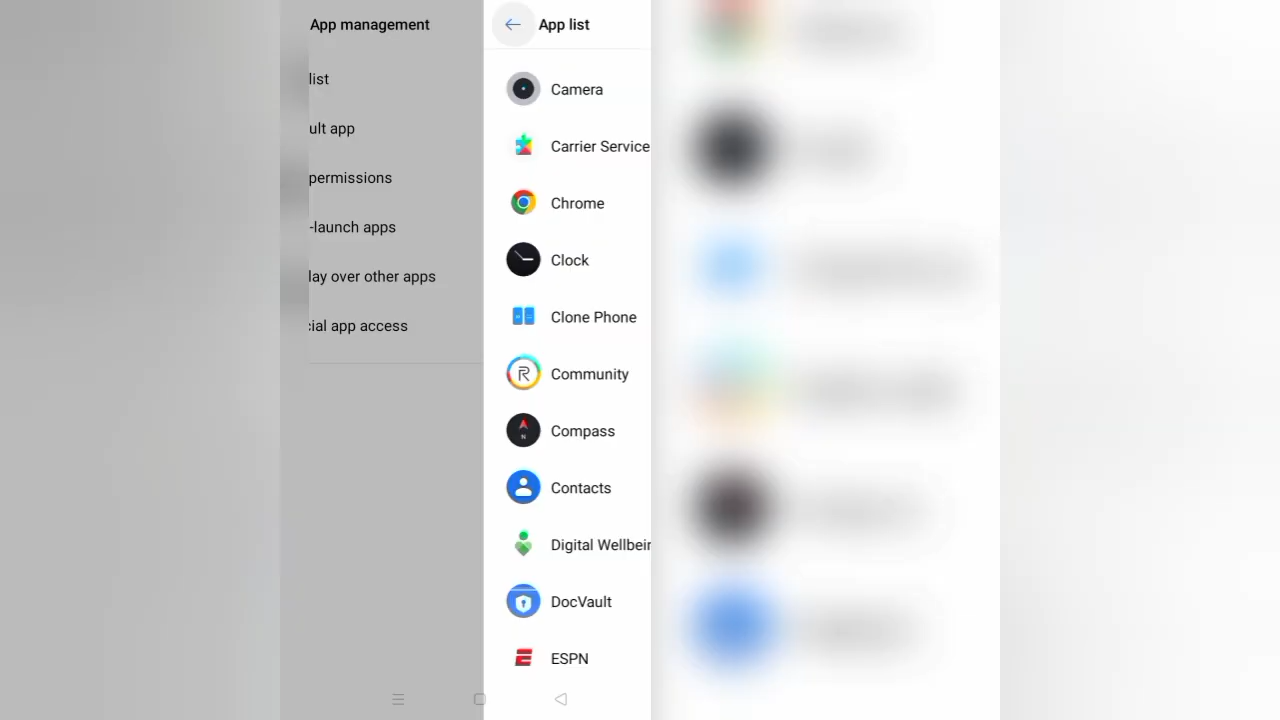 App management
list
ult app
permissions
-launch apps
lay over other apps
cial app access
App list
Camera
Carrier Service
Chrome
Clock
Clone Phone
R
Community
N
Compass
Contacts
Digital Wellbein
DocVault
ESPN